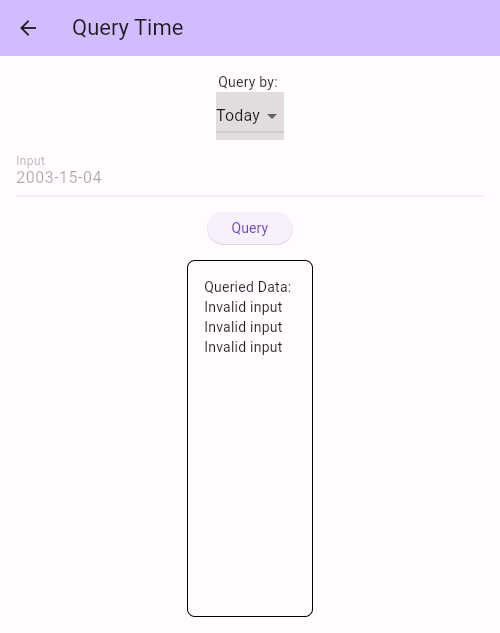 Query Time
Query by:
Today
Input
2003-15-04
Query
Queried Data:
Invalid input
Invalid input
Invalid input